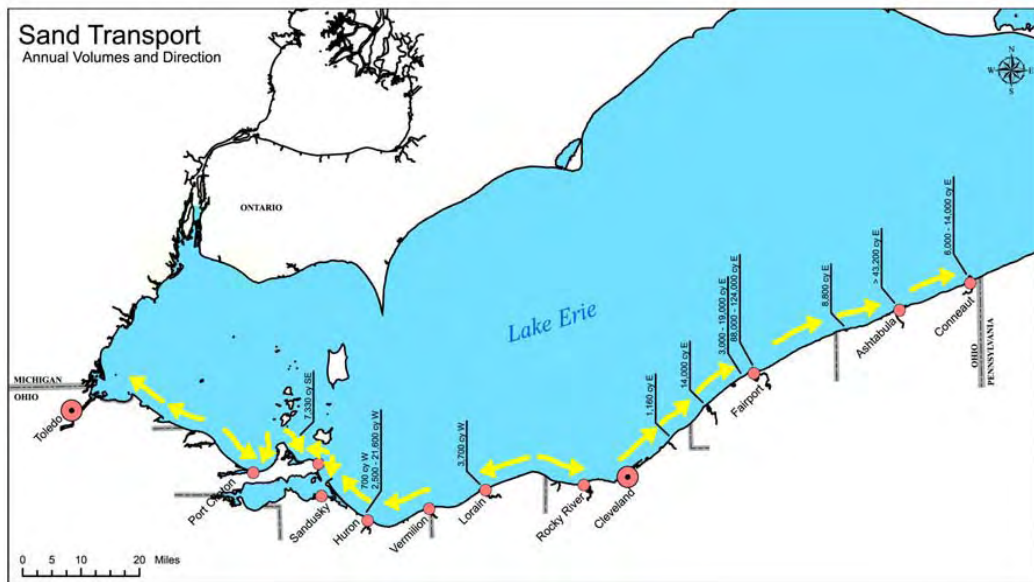 Sand Transport
Annual Volumes and Direction
N
W E
S
ONTARIO
Lake Erie
MICHIGAN
OHIO
Toledo
Port Clinton
7,330 cy SE
Sandusky
700 cy W
2,500 - 21,600 cy W
Huron
Vermilion
3,700 cy W
Lorain
Rocky River
Cleveland
1,160 cy E
14,000 cy E
3,000 - 19,000 cy E
68,000 - 124,000 cy E
Fairport
8,800 cy E
> 43,200 cy E
Ashtabula
6,000 - 14,000 cy E
Conneaut
OHIO
PENNSYLVANIA
0 5 10 20 Miles